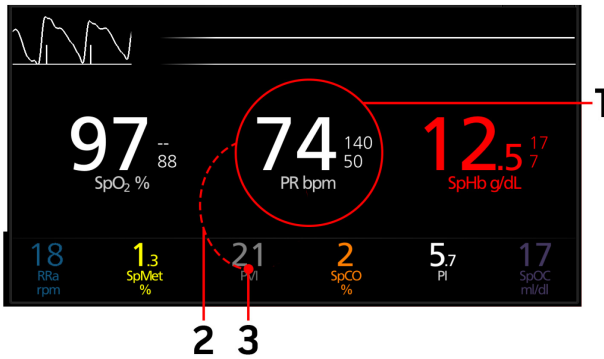 1
97 -- 88
SpO₂ %
74 140 50
PR bpm
12.5 17 7
SpHb g/dL
18
RRa
rpm
1.3
SpMet
%
21
PVI
2
SpCO
%
5.7
PI
17
SpOC
ml/dl
2 3